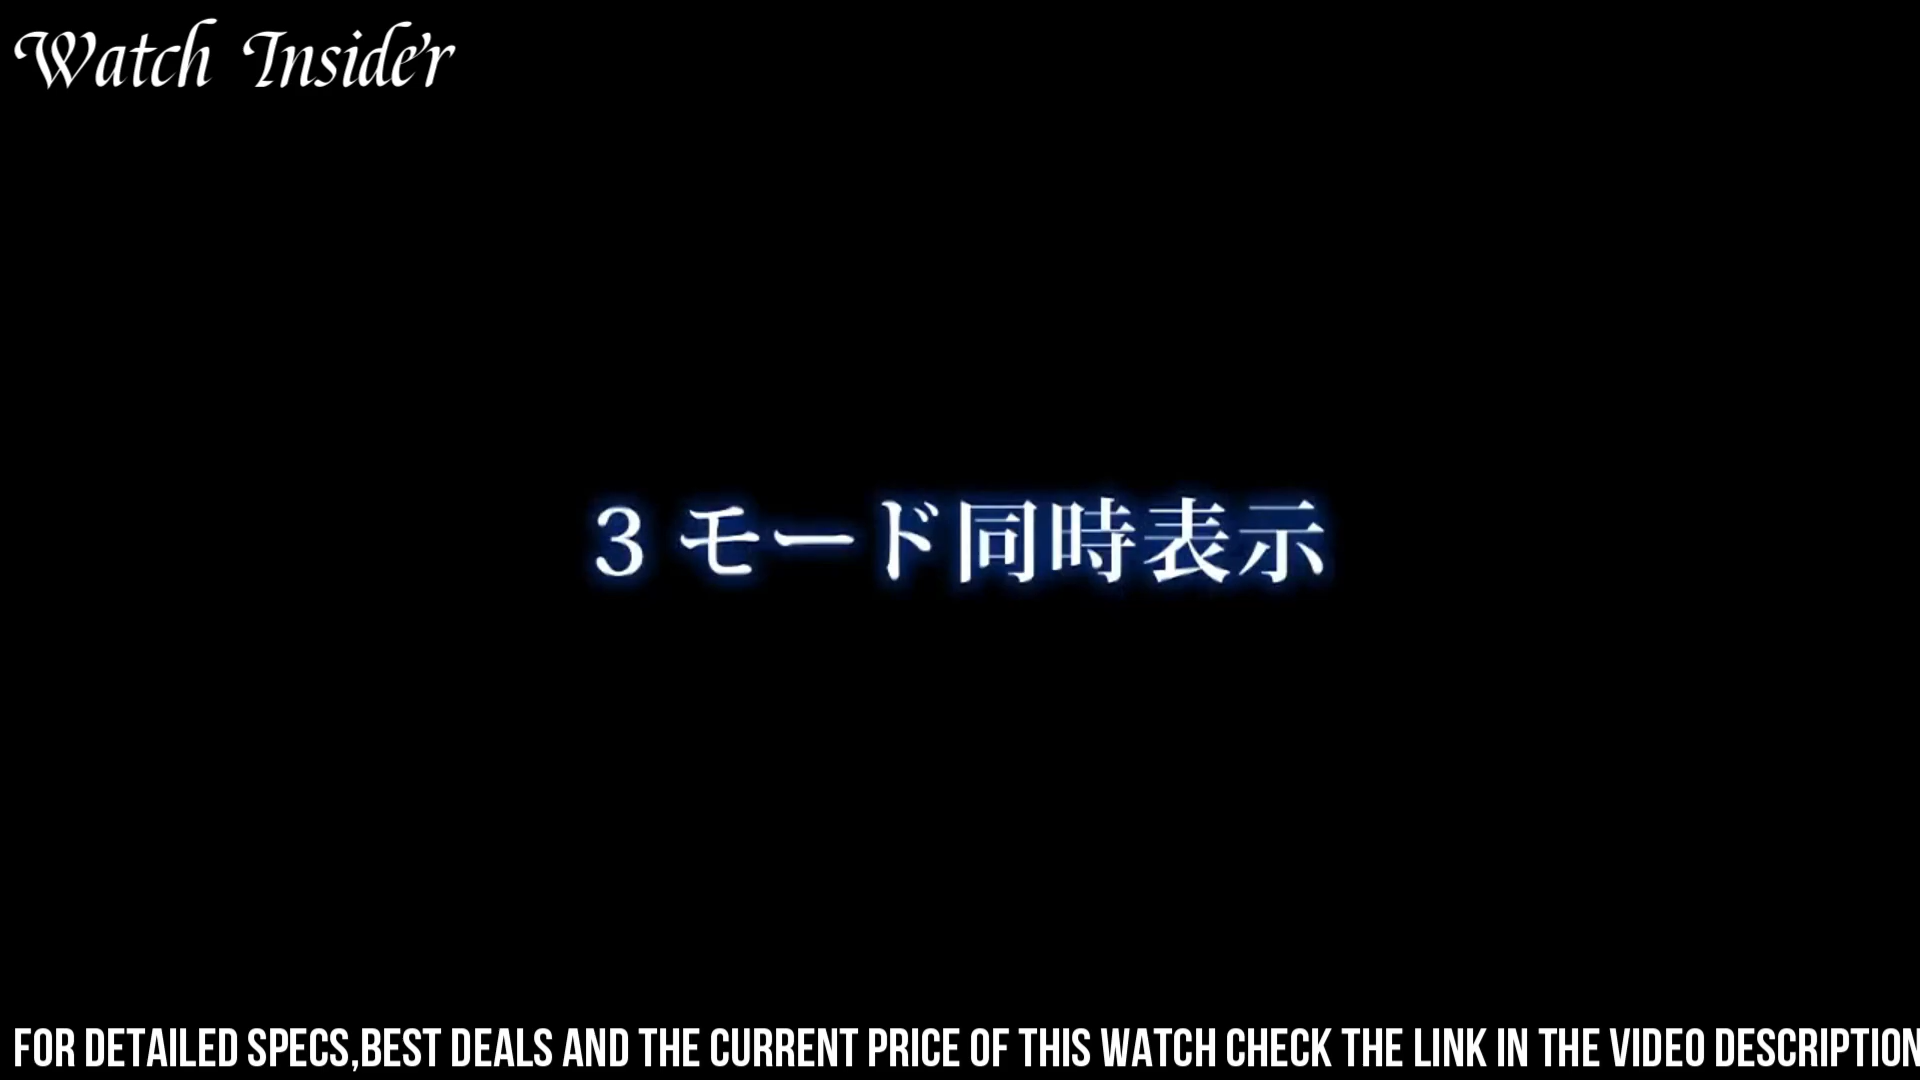 Watch Insider
3 モード同時表示
FOR DETAILED SPECS,BEST DEALS AND THE CURRENT PRICE OF THIS WATCH CHECK THE LINK IN THE VIDEO DESCRIPTION